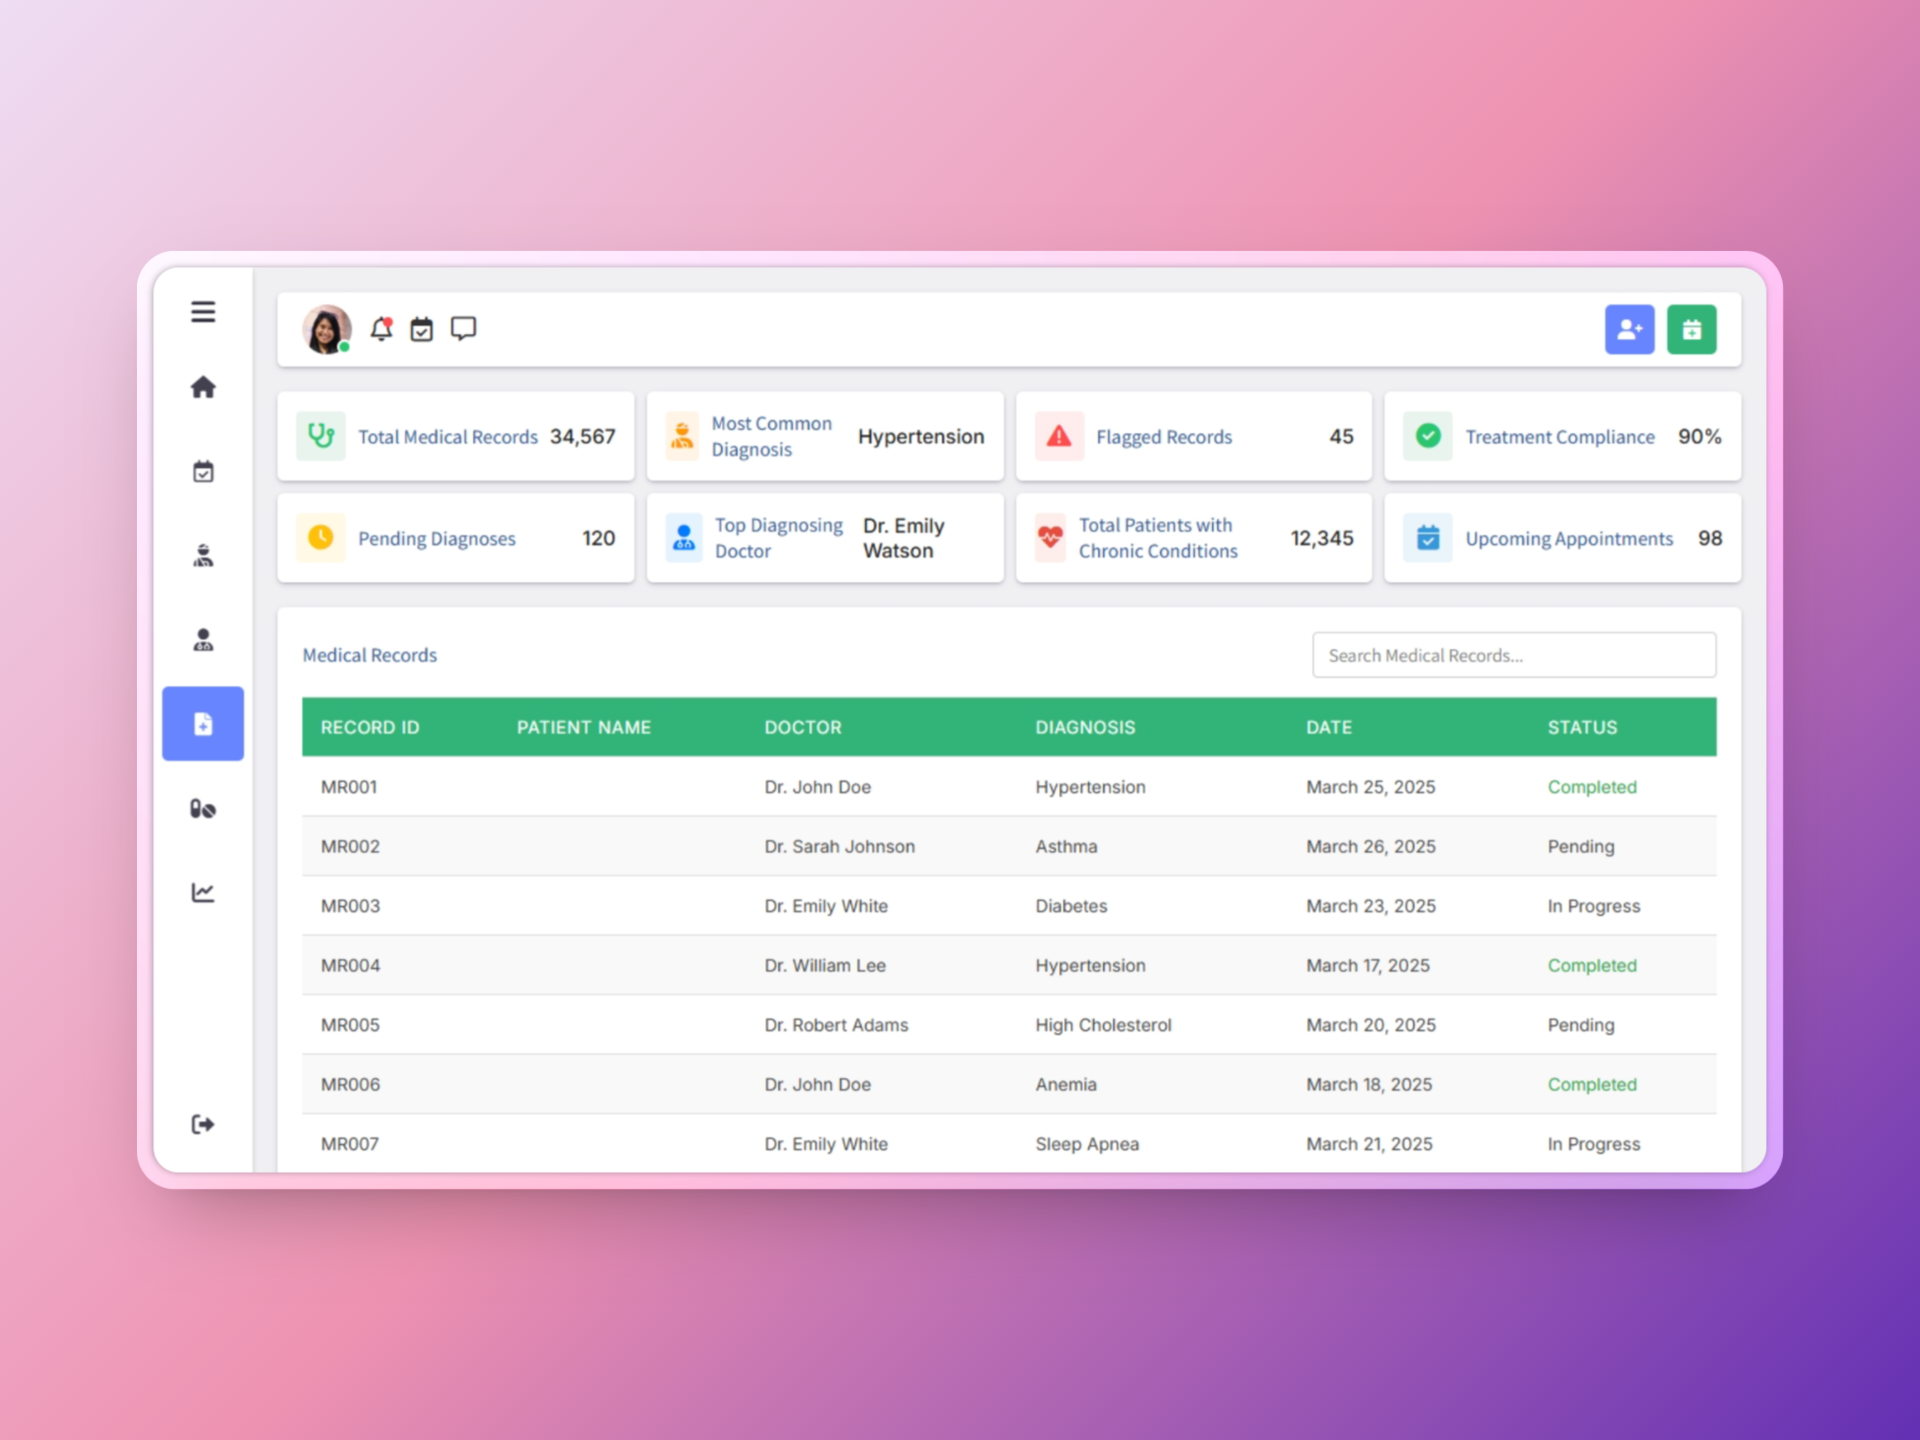 Total Medical Records 34,567
Most Common
Diagnosis
Hypertension
Flagged Records 45
Treatment Compliance 90%
Pending Diagnoses 120
Top Diagnosing
Doctor
Dr. Emily
Watson
Total Patients with
Chronic Conditions
12,345
Upcoming Appointments 98
Medical Records
Search Medical Records...
RECORD ID PATIENT NAME DOCTOR DIAGNOSIS DATE STATUS
MR001 Dr. John Doe Hypertension March 25, 2025 Completed
MR002 Dr. Sarah Johnson Asthma March 26, 2025 Pending
MR003 Dr. Emily White Diabetes March 23, 2025 In Progress
MR004 Dr. William Lee Hypertension March 17, 2025 Completed
MR005 Dr. Robert Adams High Cholesterol March 20, 2025 Pending
MR006 Dr. John Doe Anemia March 18, 2025 Completed
MR007 Dr. Emily White Sleep Apnea March 21, 2025 In Progress